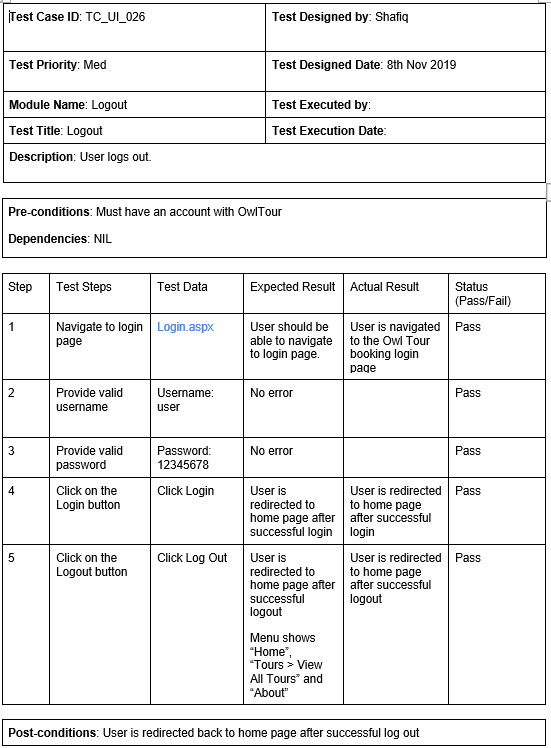 Test Case ID: TC_UI_026
Test Designed by: Shafiq
Test Priority: Med
Test Designed Date: 8th Nov 2019
Module Name: Logout
Test Executed by:
Test Title: Logout
Test Execution Date:
Description: User logs out.
Pre-conditions: Must have an account with OwlTour
Dependencies: NIL
Step
Test Steps
Test Data
Expected Result
Actual Result
Status
(Pass/Fail)
1
Navigate to login
page
Login.aspx
User should be
able to navigate
to login page.
User is navigated
to the Owl Tour
booking login
page
Pass
2
Provide valid
username
Username:
user
No error
Pass
3
Provide valid
password
Password:
12345678
No error
Pass
4
Click on the
Login button
Click Login
User is
redirected to
home page after
successful login
User is redirected
to home page
after successful
login
Pass
5
Click on the
Logout button
Click Log Out
User is
redirected to
home page after
successful
logout
Menu shows
“Home”,
“Tours > View
All Tours” and
“About”
User is redirected
to home page
after successful
logout
Pass
Post-conditions: User is redirected back to home page after successful log out